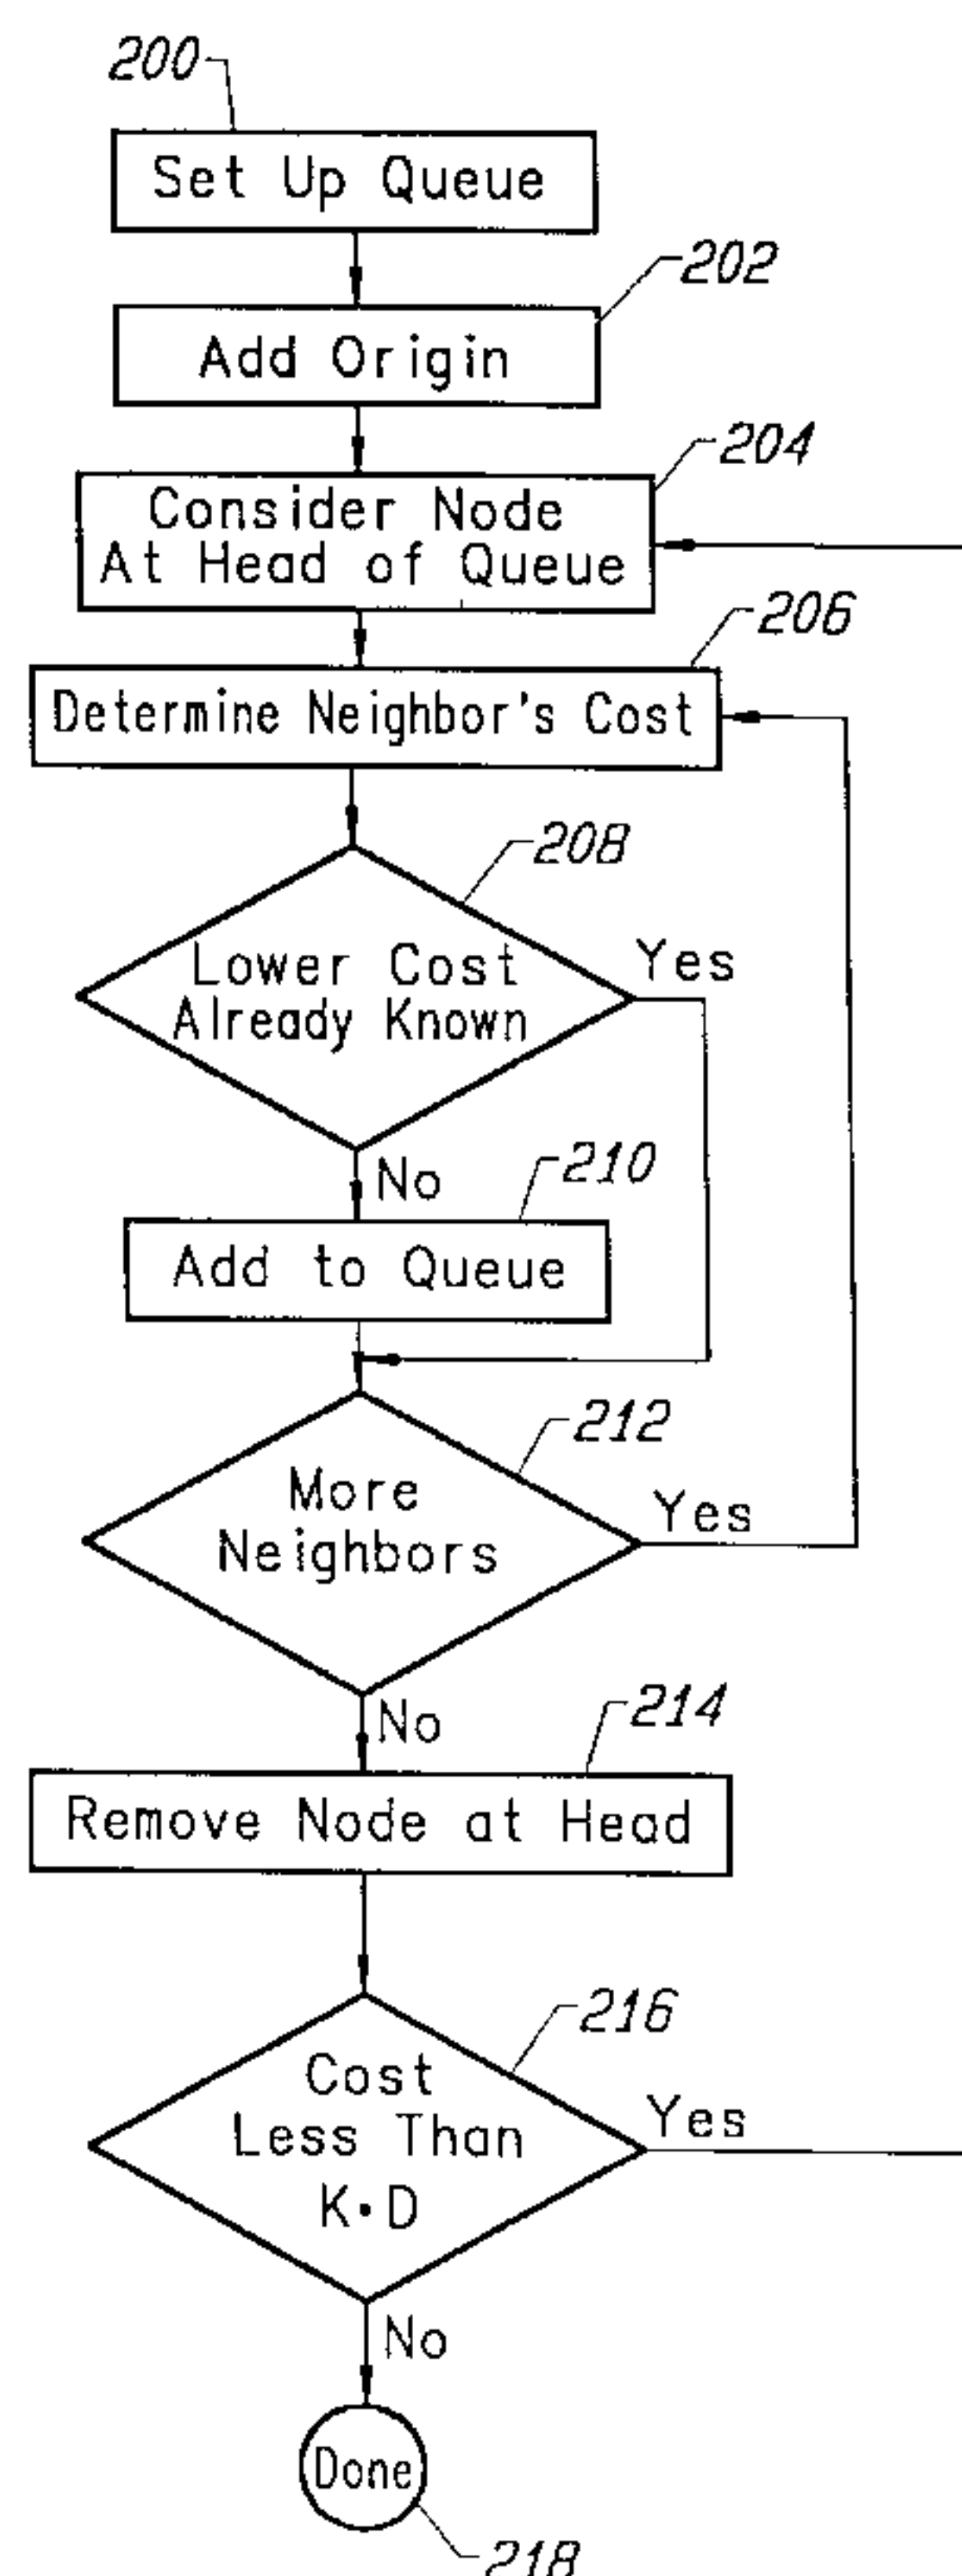 200
Set Up Queue
202
Add Origin
204
Consider Node
At Head of Queue
206
Determine Neighbor's Cost
208
Lower Cost
Already Known
Yes
No
210
Add to Queue
212
More
Neighbors
Yes
No
214
Remove Node at Head
216
Cost
Less Than
K·D
Yes
No
Done
218